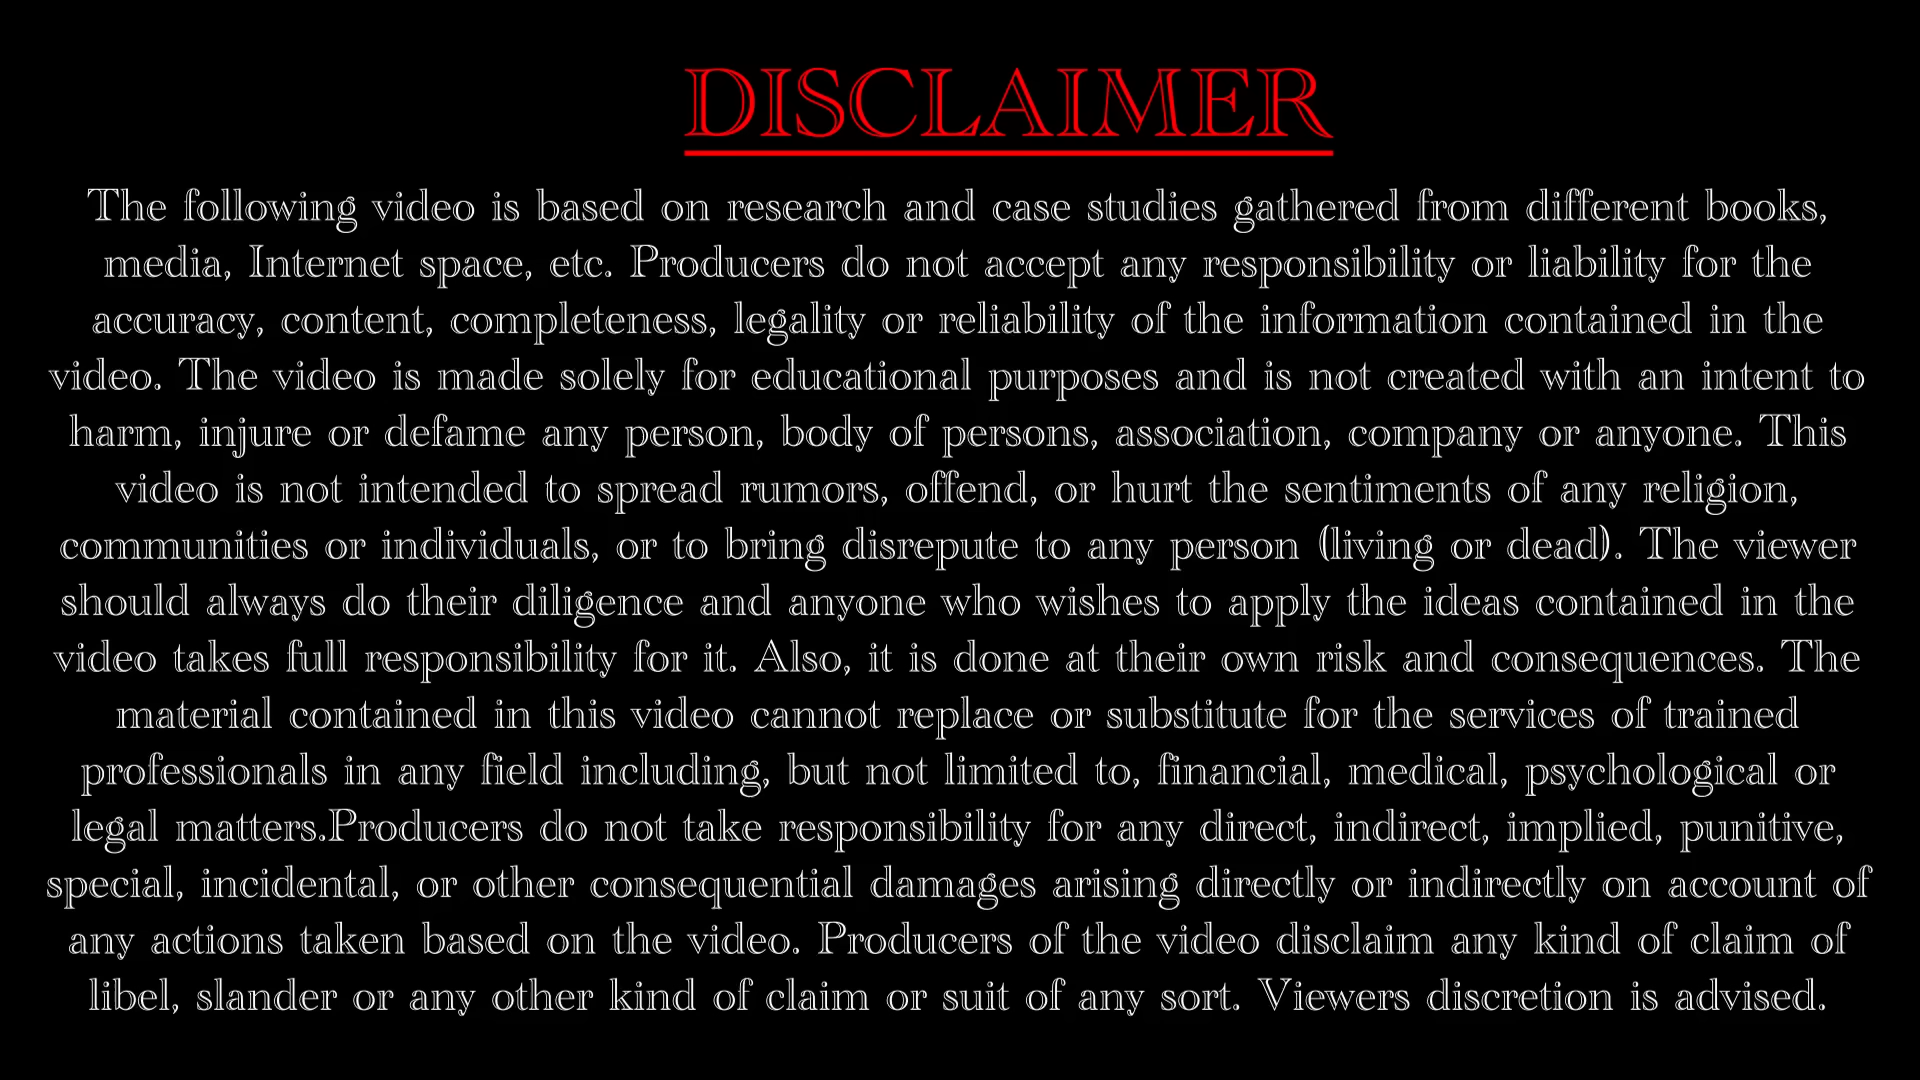 DISCLAIMER
The following video is based on research and case studies gathered from different books,
media, Internet space, etc. Producers do not accept any responsibility or liability for the
accuracy, content, completeness, legality or reliability of the information contained in the
video. The video is made solely for educational purposes and is not created with an intent to
harm, injure or defame any person, body of persons, association, company or anyone. This
video is not intended to spread rumors, offend, or hurt the sentiments of any religion,
communities or individuals, or to bring disrepute to any person (living or dead). The viewer
should always do their diligence and anyone who wishes to apply the ideas contained in the
video takes full responsibility for it. Also, it is done at their own risk and consequences. The
material contained in this video cannot replace or substitute for the services of trained
professionals in any field including, but not limited to, financial, medical, psychological or
legal matters.Producers do not take responsibility for any direct, indirect, implied, punitive,
special, incidental, or other consequential damages arising directly or indirectly on account of
any actions taken based on the video. Producers of the video disclaim any kind of claim of
libel, slander or any other kind of claim or suit of any sort. Viewers discretion is advised.